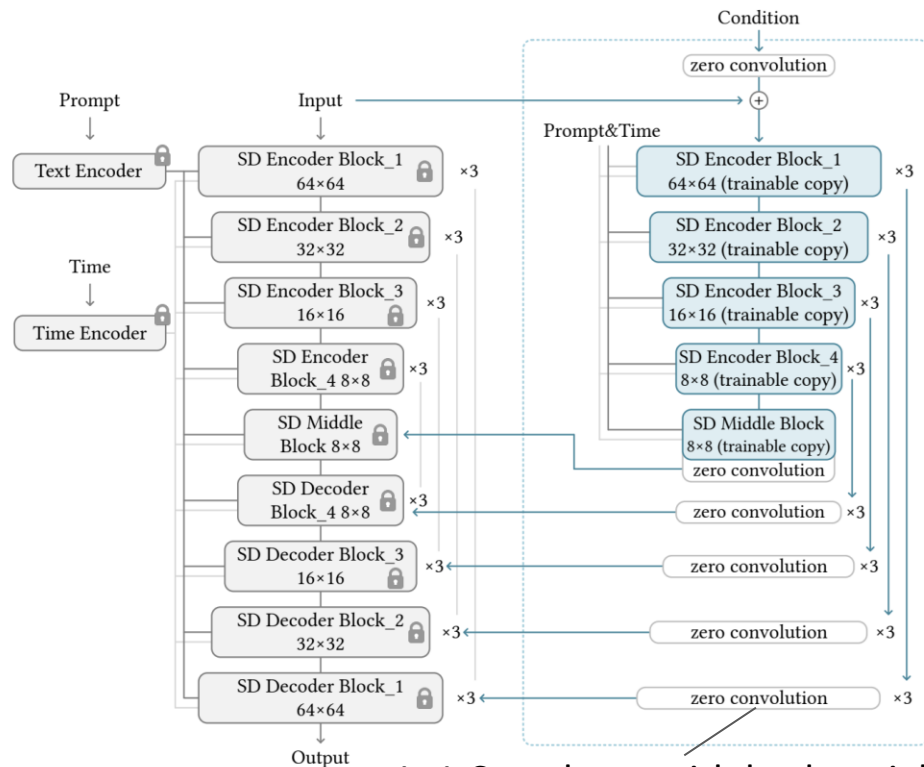 Condition
zero convolution
Prompt
Input
+
Prompt&Time
Text Encoder
SD Encoder Block_1
64×64
×3
SD Encoder Block_1
64×64 (trainable copy)
×3
SD Encoder Block_2
32×32
×3
SD Encoder Block_2
32×32 (trainable copy)
×3
Time
Time Encoder
SD Encoder Block_3
16×16
×3
SD Encoder Block_3
16×16 (trainable copy)
×3
SD Encoder
Block_4 8×8
×3
SD Encoder Block_4
8×8 (trainable copy)
×3
SD Middle
Block 8×8
SD Middle Block
8×8 (trainable copy)
zero convolution
SD Decoder
Block_4 8×8
×3
zero convolution
×3
SD Decoder Block_3
16×16
×3
zero convolution
×3
SD Decoder Block_2
32×32
×3
zero convolution
×3
SD Decoder Block_1
64×64
×3
zero convolution
×3
Output